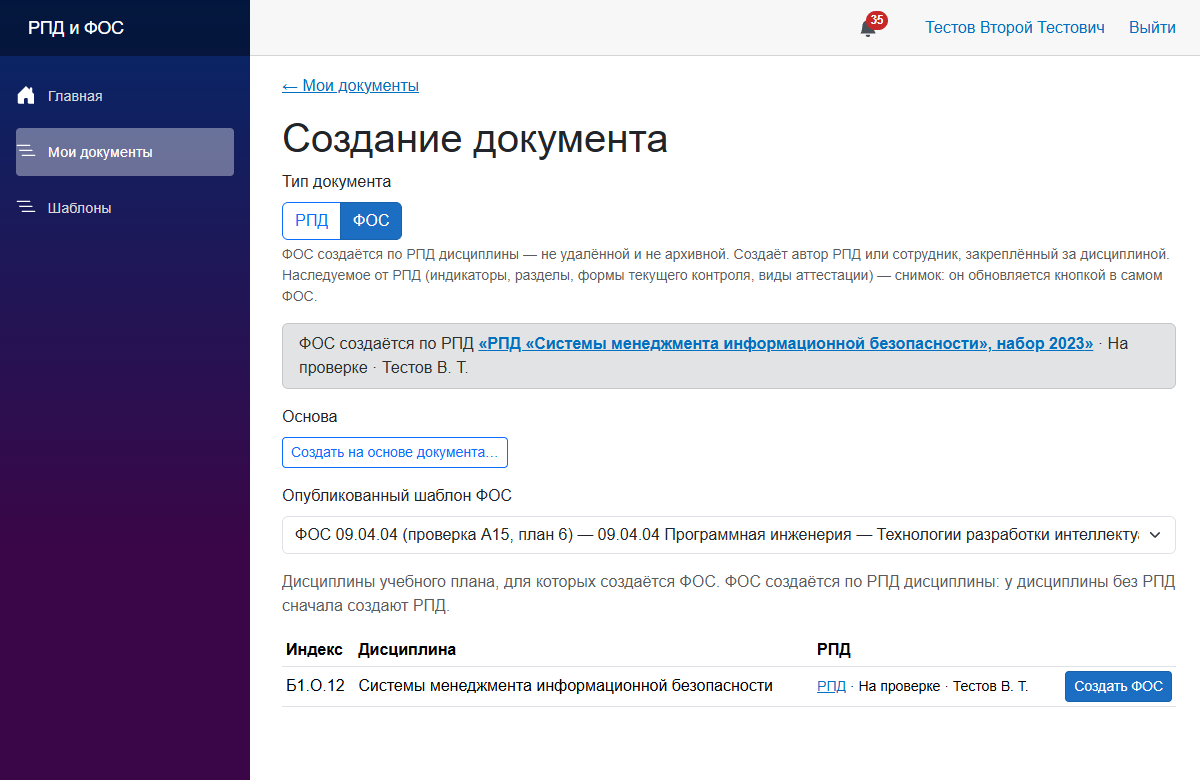 РПД и ФОС
35
Тестов Второй Тестович
Выйти
Главная
Мои документы
Шаблоны
← Мои документы
Создание документа
Тип документа
РПД
ФОС
ФОС создаётся по РПД дисциплины — не удалённой и не архивной. Создаёт автор РПД или сотрудник, закреплённый за дисциплиной.
Наследуемое от РПД (индикаторы, разделы, формы текущего контроля, виды аттестации) — снимок: он обновляется кнопкой в самом
ФОС.
ФОС создаётся по РПД «РПД «Системы менеджмента информационной безопасности», набор 2023» · На
проверке · Тестов В. Т.
Основа
Создать на основе документа…
Опубликованный шаблон ФОС
ФОС 09.04.04 (проверка А15, план 6) — 09.04.04 Программная инженерия — Технологии разработки интеллекту
Дисциплины учебного плана, для которых создаётся ФОС. ФОС создаётся по РПД дисциплины: у дисциплины без РПД
сначала создают РПД.
Индекс Дисциплина РПД
Б1.О.12 Системы менеджмента информационной безопасности РПД · На проверке · Тестов В. Т. Создать ФОС